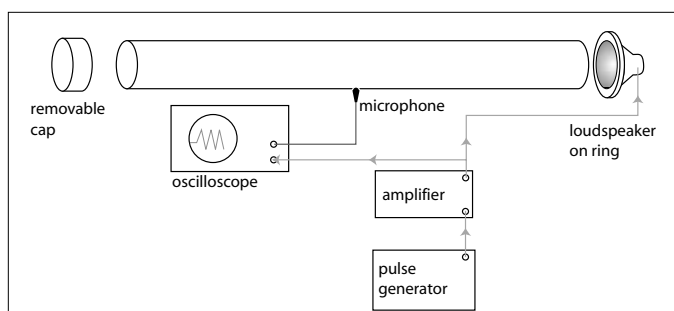 removable
cap
microphone
loudspeaker
on ring
oscilloscope
amplifier
pulse
generator